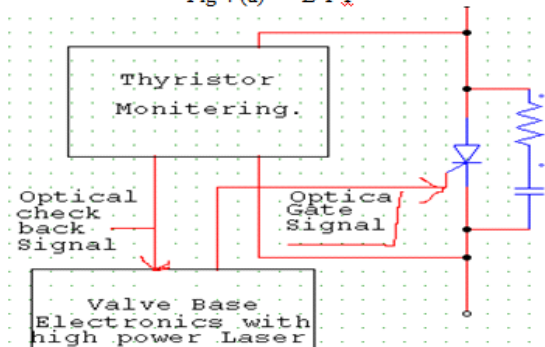 Thyristor
Monitering.
Optical
check
back
Signal
Optica
Gate
Signal
Valve Base
Electronics with
high power Laser